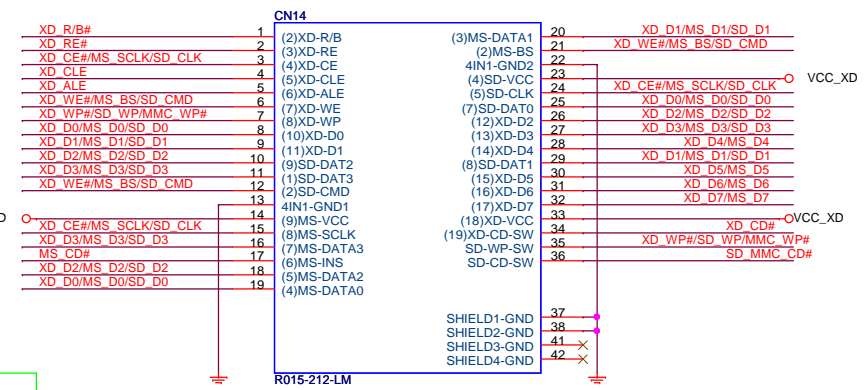 CN14
XD_R/B# 1 (2)XD-R/B
XD_RE# 2 (3)XD-RE
XD_CE#/MS_SCLK/SD_CLK 3 (4)XD-CE
XD_CLE 4 (5)XD-CLE
XD_ALE 5 (6)XD-ALE
XD_WE#/MS_BS/SD_CMD 6 (7)XD-WE
XD_WP#/SD_WP/MMC_WP# 7 (8)XD-WP
XD_D0/MS_D0/SD_D0 8 (10)XD-D0
XD_D1/MS_D1/SD_D1 9 (11)XD-D1
XD_D2/MS_D2/SD_D2 10 (9)SD-DAT2
XD_D3/MS_D3/SD_D3 11 (1)SD-DAT3
XD_WE#/MS_BS/SD_CMD 12 (2)SD-CMD
13 4IN1-GND1
D 14 (9)MS-VCC
XD_CE#/MS_SCLK/SD_CLK 15 (8)MS-SCLK
XD_D3/MS_D3/SD_D3 16 (7)MS-DATA3
MS_CD# 17 (6)MS-INS
XD_D2/MS_D2/SD_D2 18 (5)MS-DATA2
XD_D0/MS_D0/SD_D0 19 (4)MS-DATA0
(3)MS-DATA1 20 XD_D1/MS_D1/SD_D1
(2)MS-BS 21 XD_WE#/MS_BS/SD_CMD
4IN1-GND2 22
(4)SD-VCC 23 VCC_XD
(5)SD-CLK 24 XD_CE#/MS_SCLK/SD_CLK
(7)SD-DAT0 25 XD_D0/MS_D0/SD_D0
(12)XD-D2 26 XD_D2/MS_D2/SD_D2
(13)XD-D3 27 XD_D3/MS_D3/SD_D3
(14)XD-D4 28 XD_D4/MS_D4
(8)SD-DAT1 29 XD_D1/MS_D1/SD_D1
(15)XD-D5 30 XD_D5/MS_D5
(16)XD-D6 31 XD_D6/MS_D6
(17)XD-D7 32 XD_D7/MS_D7
(18)XD-VCC 33 VCC_XD
(19)XD-CD-SW 34 XD_CD#
SD-WP-SW 35 XD_WP#/SD_WP/MMC_WP#
SD-CD-SW 36 SD_MMC_CD#
SHIELD1-GND 37
SHIELD2-GND 38
SHIELD3-GND 41
SHIELD4-GND 42
R015-212-LM